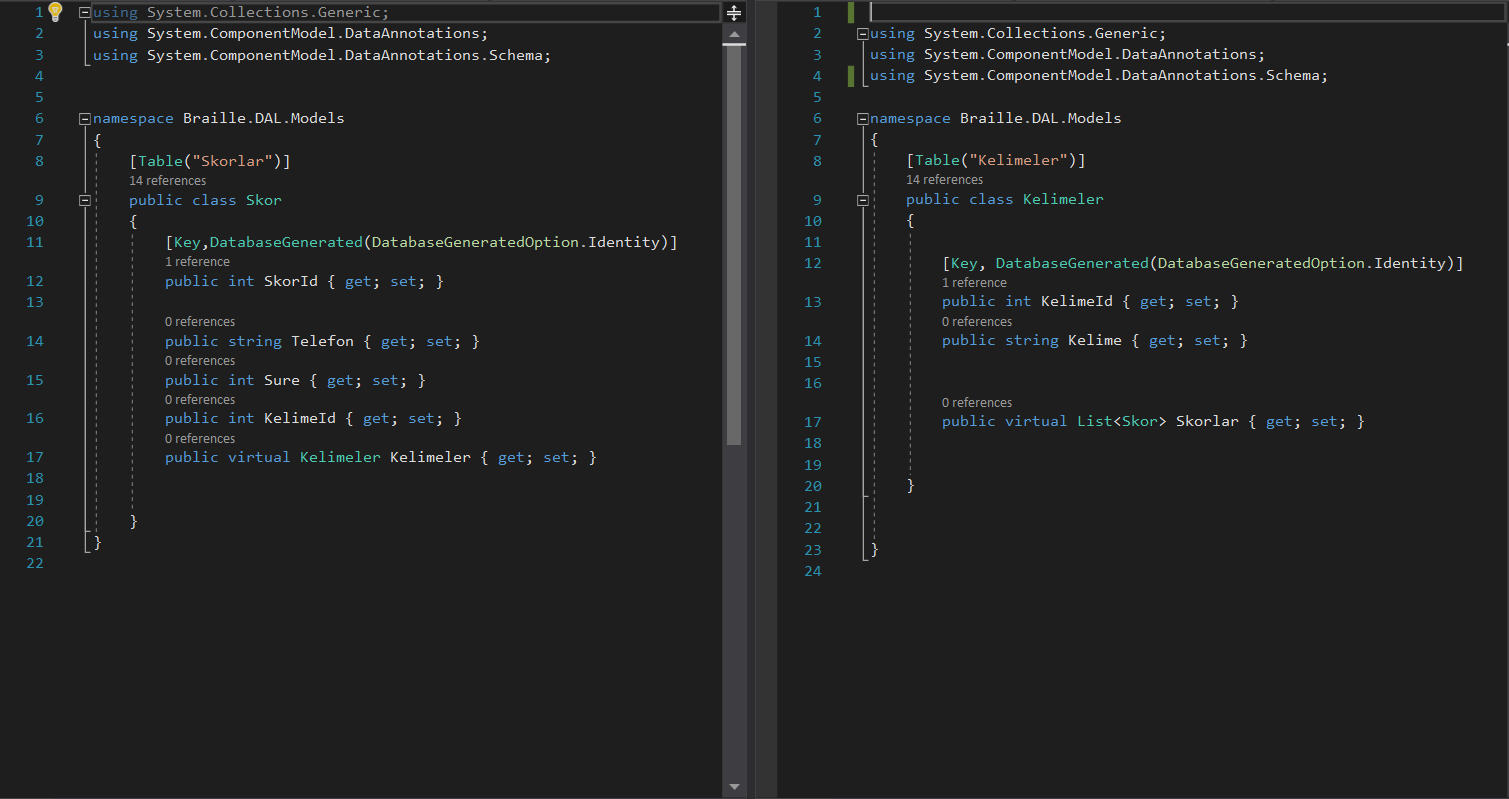 1 using System.Collections.Generic;
2 using System.ComponentModel.DataAnnotations;
3 using System.ComponentModel.DataAnnotations.Schema;
4
5
6 namespace Braille.DAL.Models
7 {
8 [Table("Skorlar")]
14 references
9 public class Skor
10 {
11 [Key,DatabaseGenerated(DatabaseGeneratedOption.Identity)]
1 reference
12 public int SkorId { get; set; }
13
0 references
14 public string Telefon { get; set; }
0 references
15 public int Sure { get; set; }
0 references
16 public int KelimeId { get; set; }
0 references
17 public virtual Kelimeler Kelimeler { get; set; }
18
19
20 }
21 }
22
1
2 using System.Collections.Generic;
3 using System.ComponentModel.DataAnnotations;
4 using System.ComponentModel.DataAnnotations.Schema;
5
6 namespace Braille.DAL.Models
7 {
8 [Table("Kelimeler")]
14 references
9 public class Kelimeler
10 {
11
12 [Key, DatabaseGenerated(DatabaseGeneratedOption.Identity)]
1 reference
13 public int KelimeId { get; set; }
0 references
14 public string Kelime { get; set; }
15
16
0 references
17 public virtual List<Skor> Skorlar { get; set; }
18
19
20 }
21
22
23 }
24